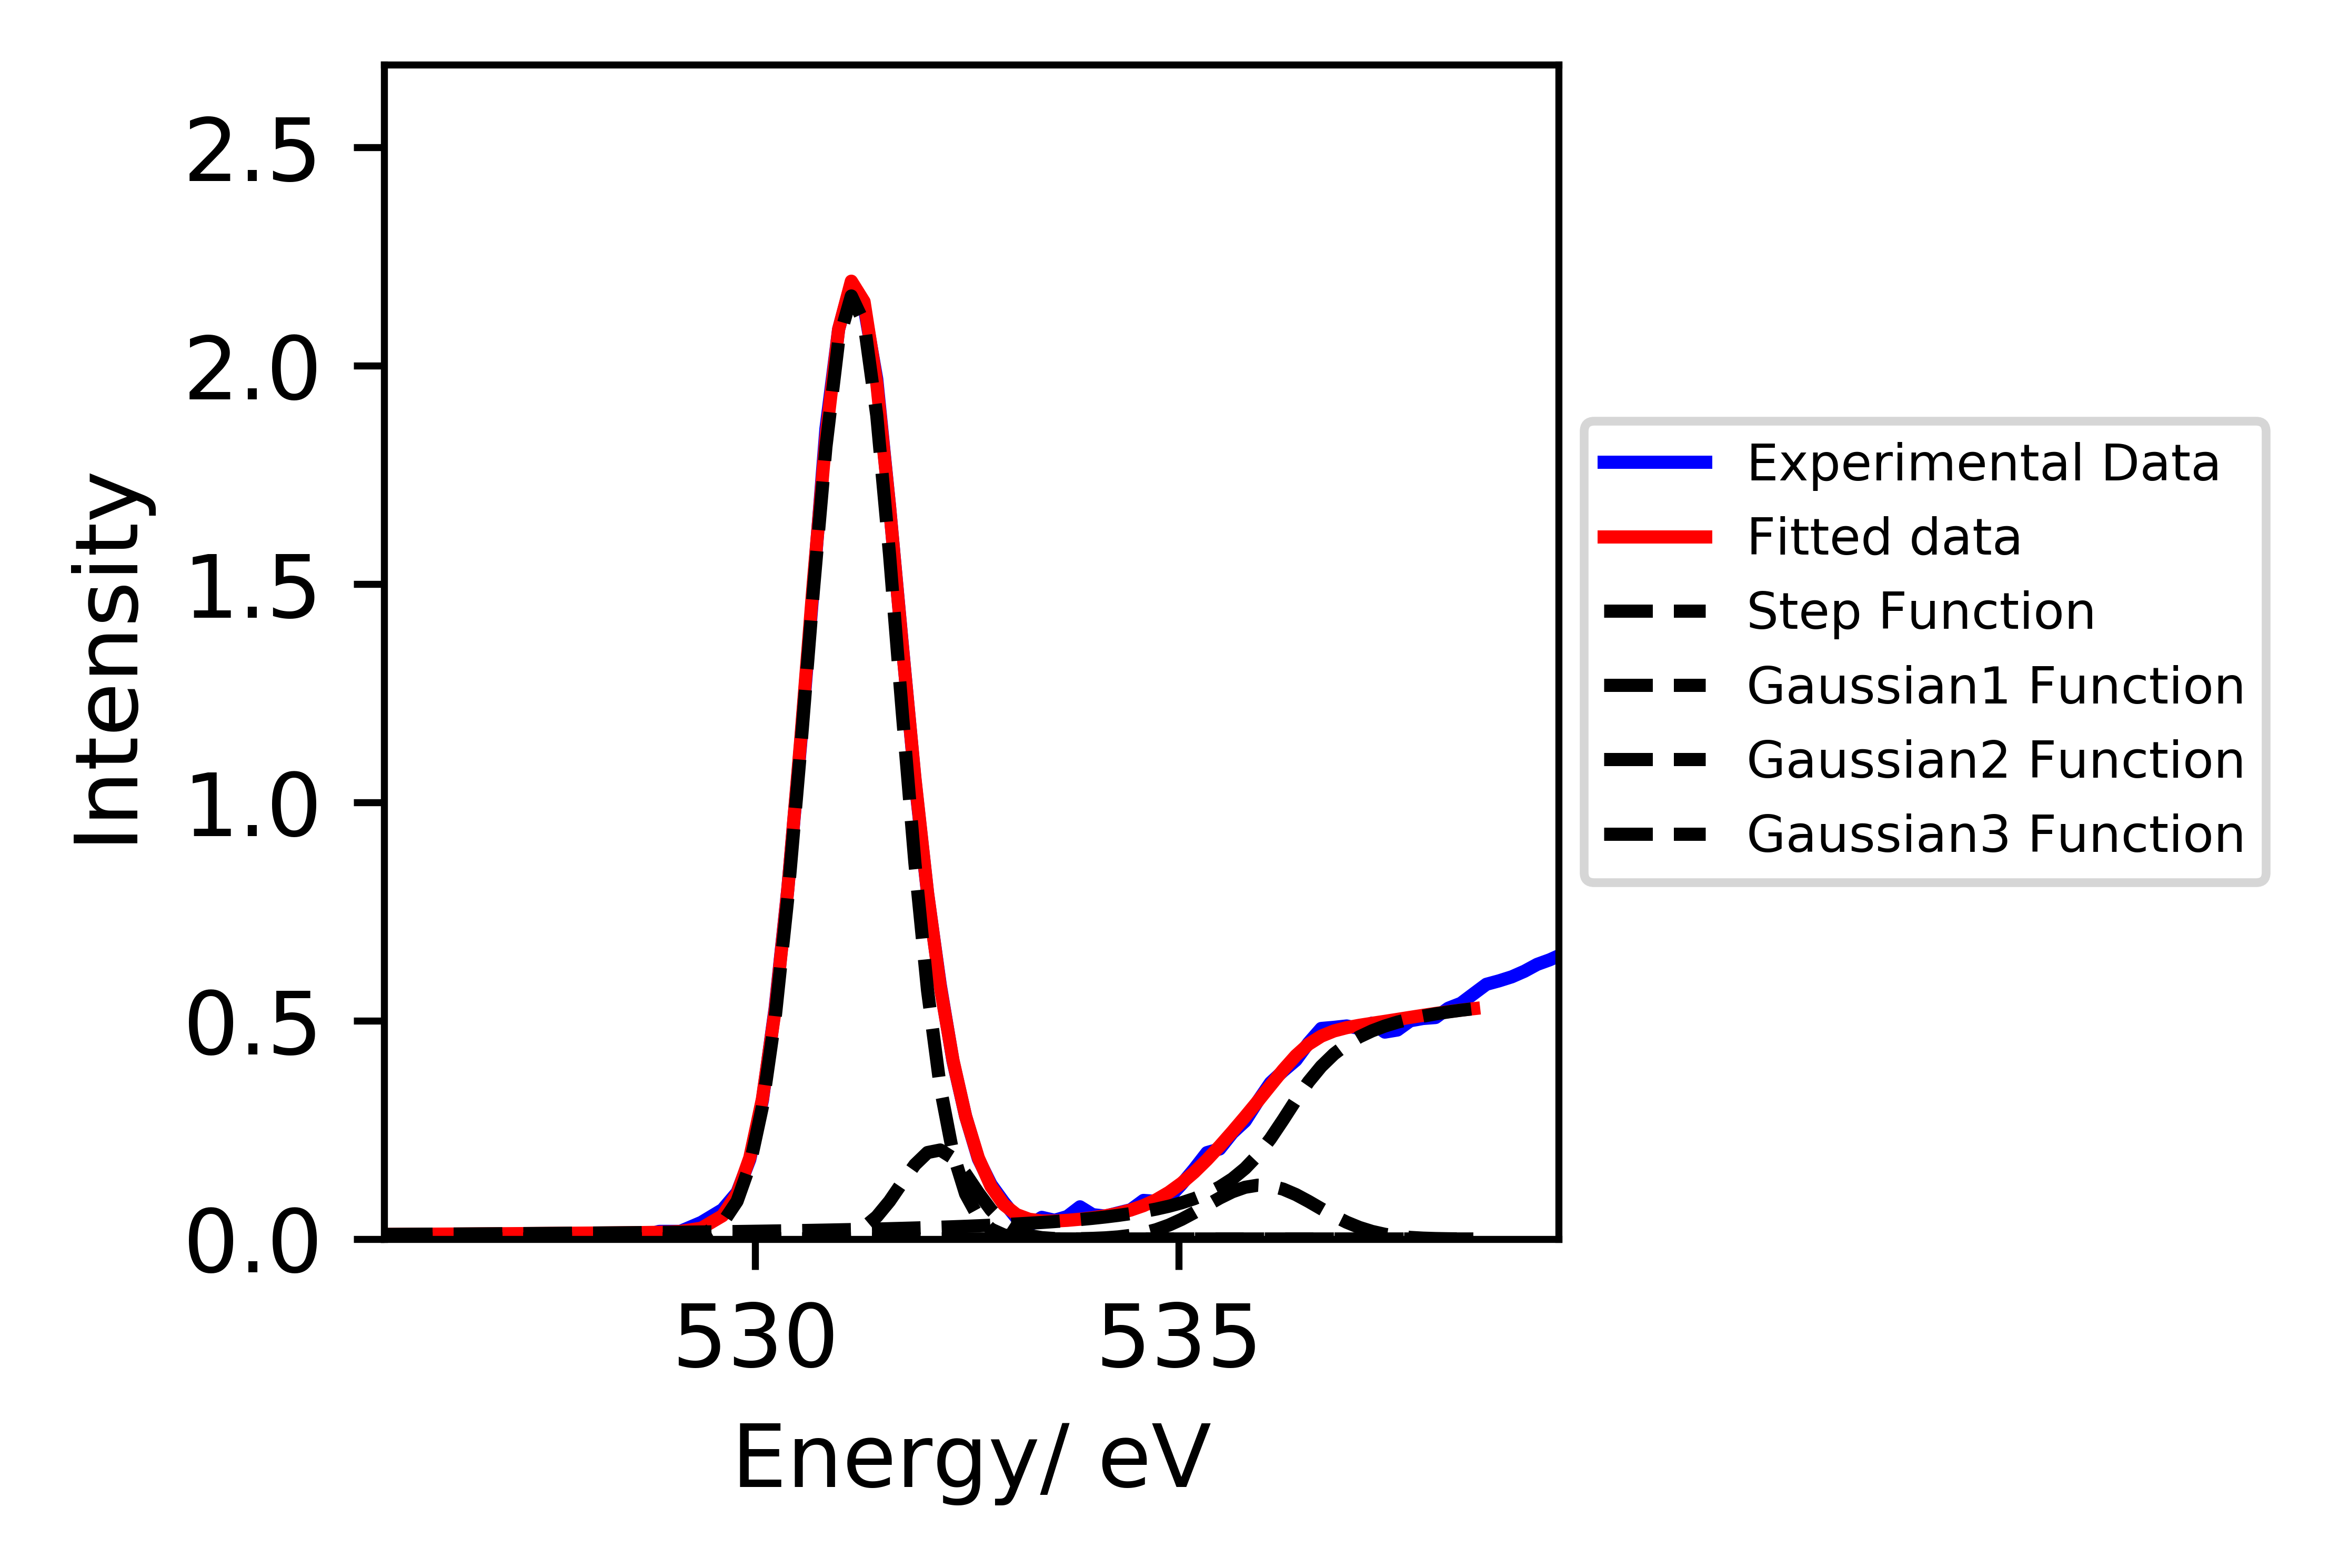 2.5
2.0
1.5
1.0
0.5
0.0
Intensity
530
535
Energy/ eV
Experimental Data
Fitted data
Step Function
Gaussian1 Function
Gaussian2 Function
Gaussian3 Function